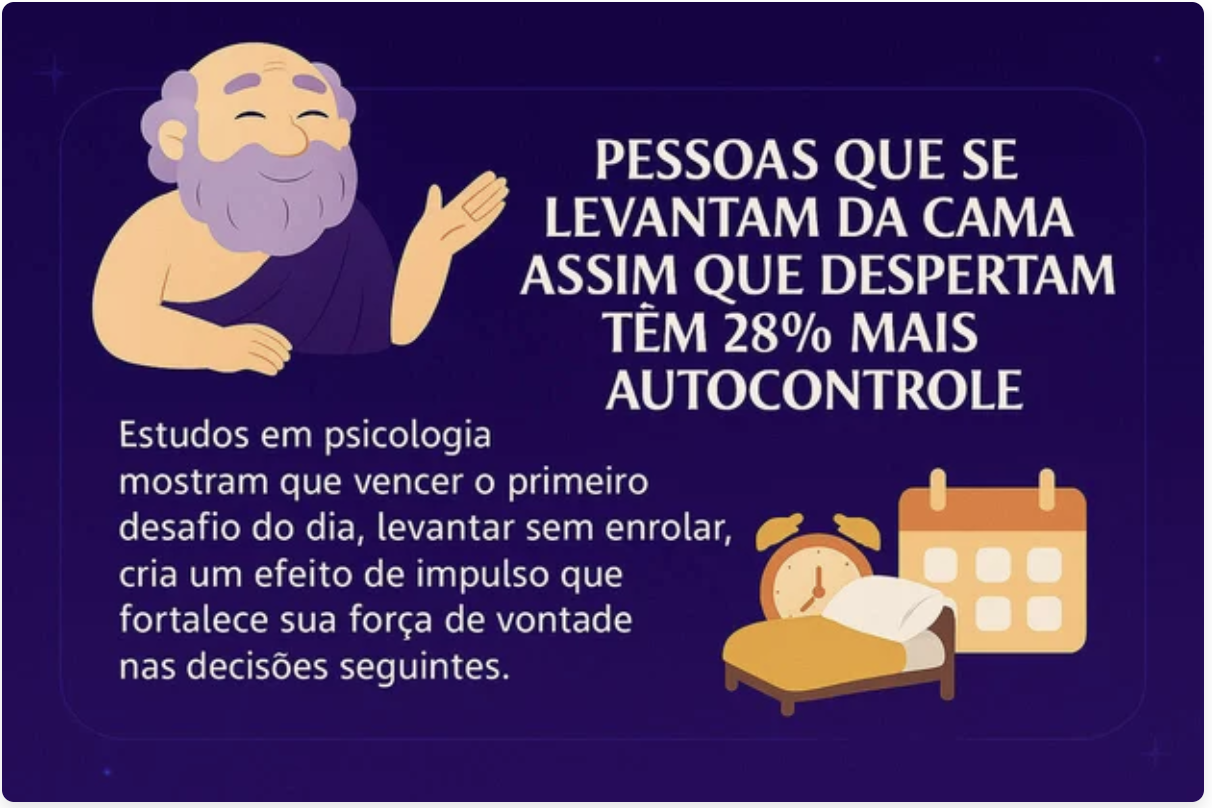 PESSOAS QUE SE
LEVANTAM DA CAMA
ASSIM QUE DESPERTAM
TÊM 28% MAIS
AUTOCONTROLE
Estudos em psicologia
mostram que vencer o primeiro
desafio do dia, levantar sem enrolar,
cria um efeito de impulso que
fortalece sua força de vontade
nas decisões seguintes.